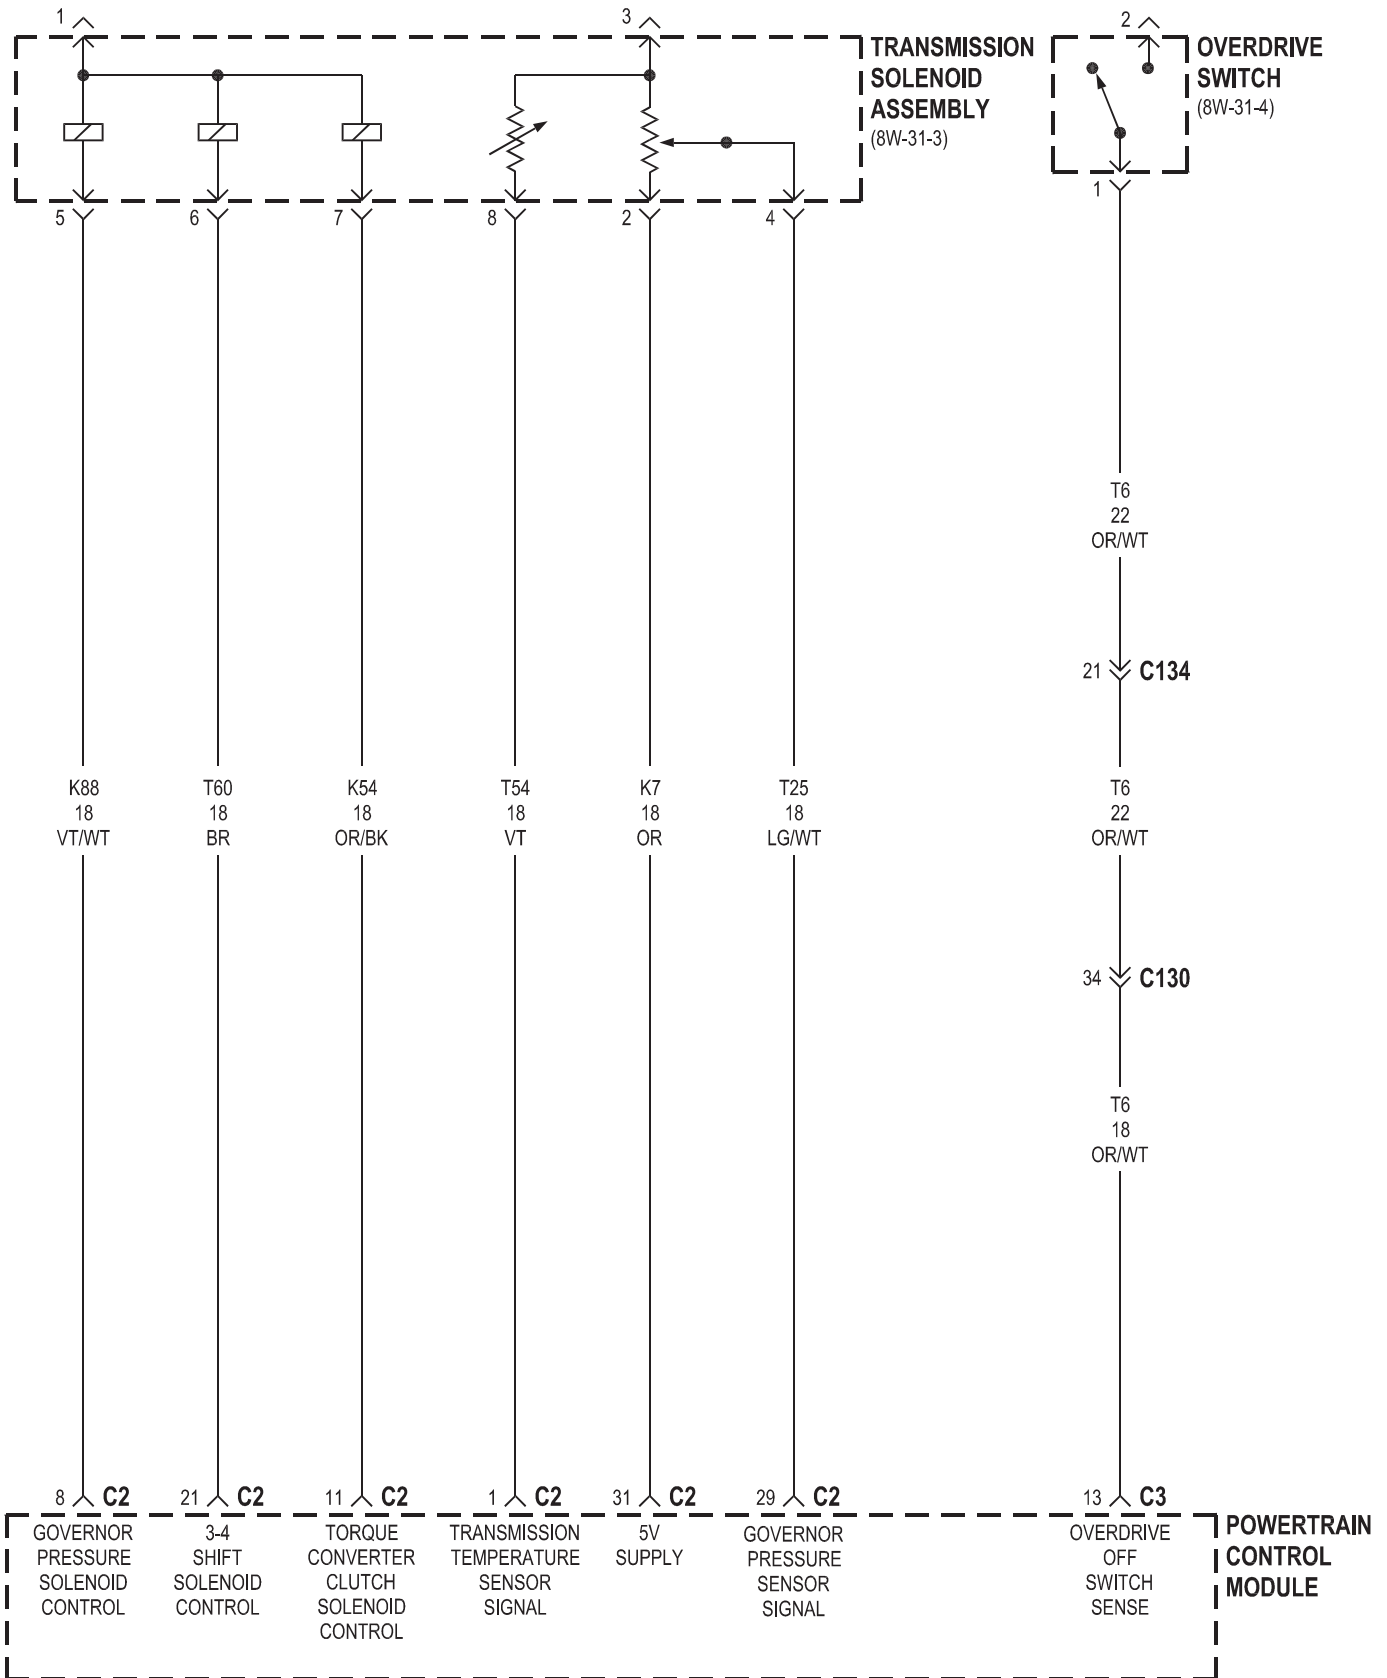 1
3
2
TRANSMISSION
SOLENOID
ASSEMBLY
(8W-31-3)
OVERDRIVE
SWITCH
(8W-31-4)
5
6
7
8
2
4
1
T6
22
OR/WT
21
C134
K88
18
VT/WT
T60
18
BR
K54
18
OR/BK
T54
18
VT
K7
18
OR
T25
18
LG/WT
T6
22
OR/WT
34
C130
T6
18
OR/WT
8 C2
21 C2
11 C2
1 C2
31 C2
29 C2
13 C3
GOVERNOR
PRESSURE
SOLENOID
CONTROL
3-4
SHIFT
SOLENOID
CONTROL
TORQUE
CONVERTER
CLUTCH
SOLENOID
CONTROL
TRANSMISSION
TEMPERATURE
SENSOR
SIGNAL
5V
SUPPLY
GOVERNOR
PRESSURE
SENSOR
SIGNAL
OVERDRIVE
OFF
SWITCH
SENSE
POWERTRAIN
CONTROL
MODULE